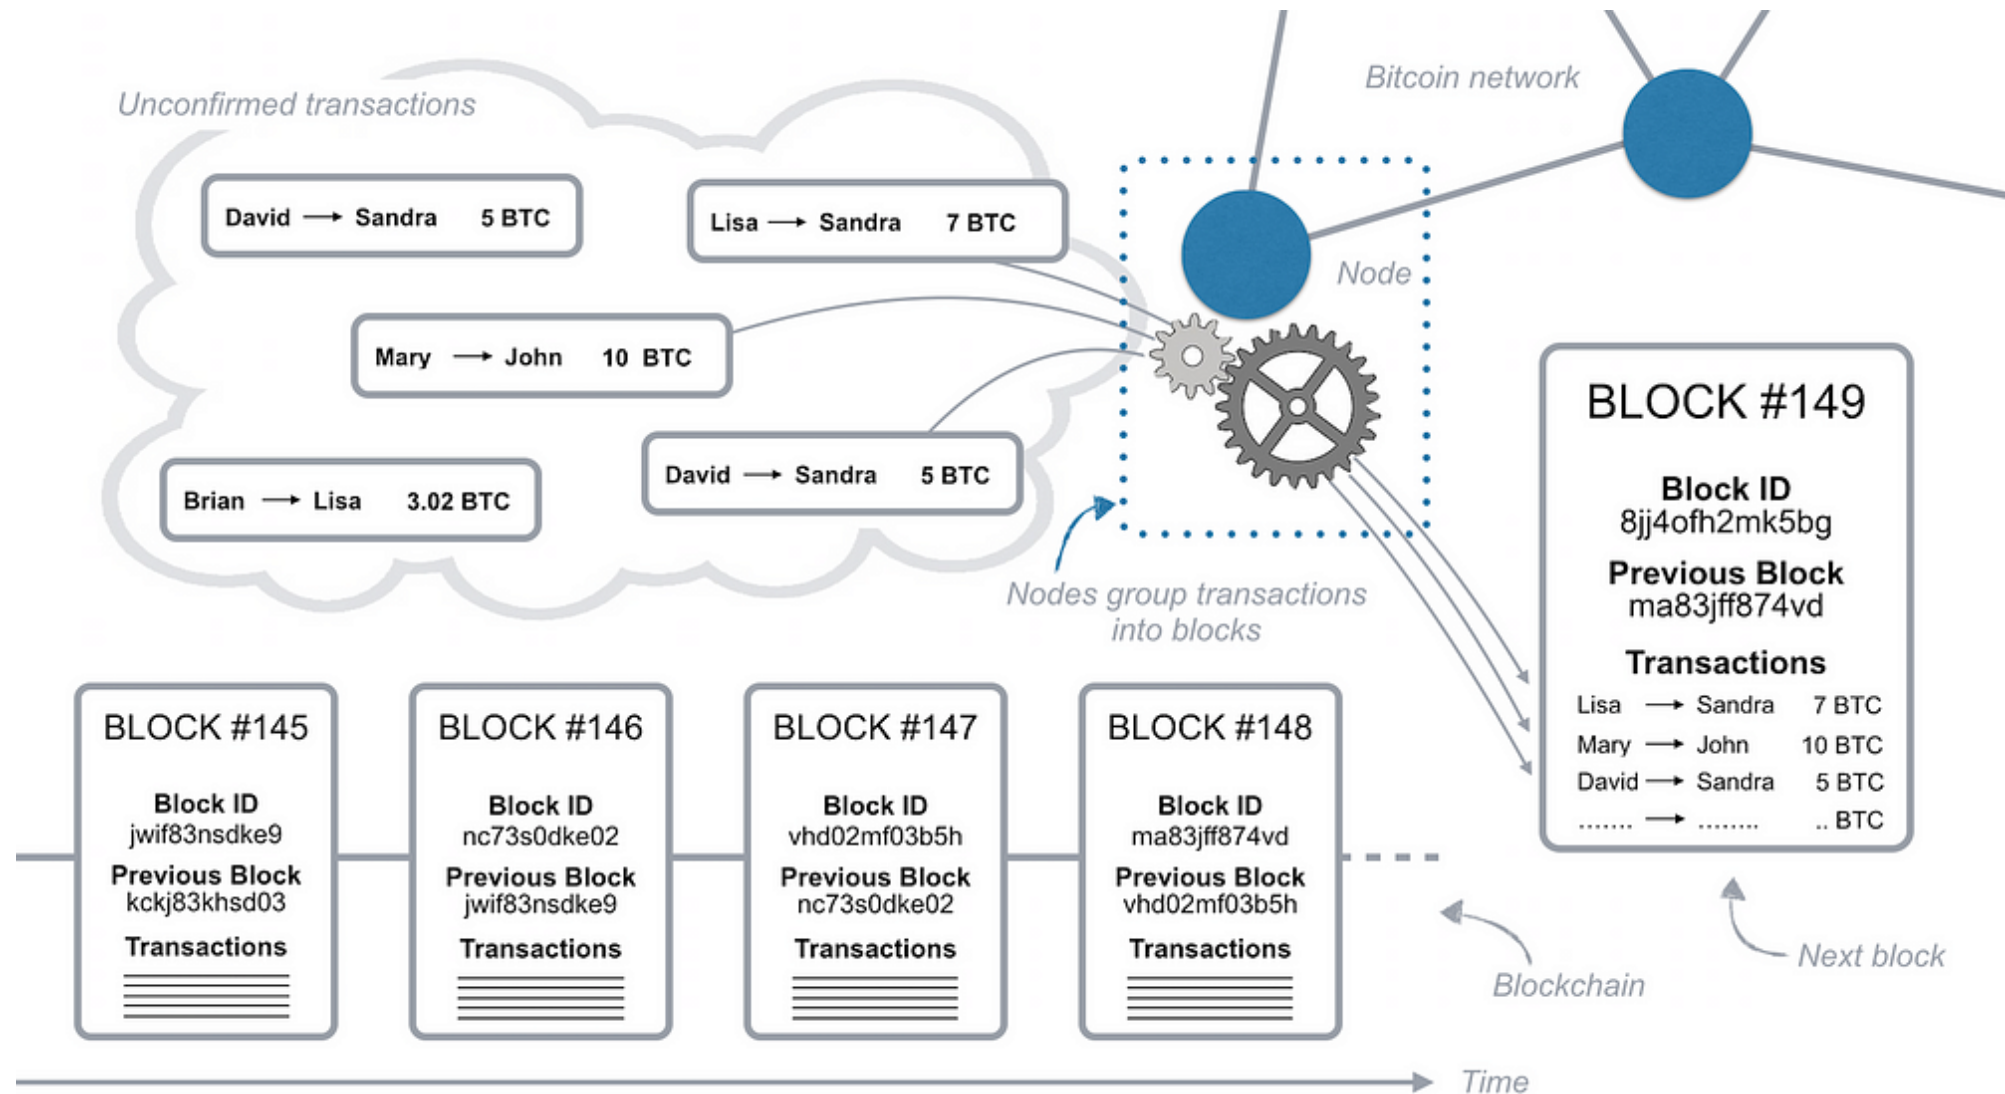 Unconfirmed transactions
David → Sandra 5 BTC
Lisa → Sandra 7 BTC
Mary → John 10 BTC
David → Sandra 5 BTC
Brian → Lisa 3.02 BTC
Bitcoin network
Node
Nodes group transactions
into blocks
BLOCK #149
Block ID
8jj4ofh2mk5bg
Previous Block
ma83jff874vd
Transactions
Lisa → Sandra 7 BTC
Mary → John 10 BTC
David → Sandra 5 BTC
....... → ........ .. BTC
Next block
BLOCK #145
Block ID
jwif83nsdke9
Previous Block
kckj83khsd03
Transactions
BLOCK #146
Block ID
nc73s0dke02
Previous Block
jwif83nsdke9
Transactions
BLOCK #147
Block ID
vhd02mf03b5h
Previous Block
nc73s0dke02
Transactions
BLOCK #148
Block ID
ma83jff874vd
Previous Block
vhd02mf03b5h
Transactions
Blockchain
Time